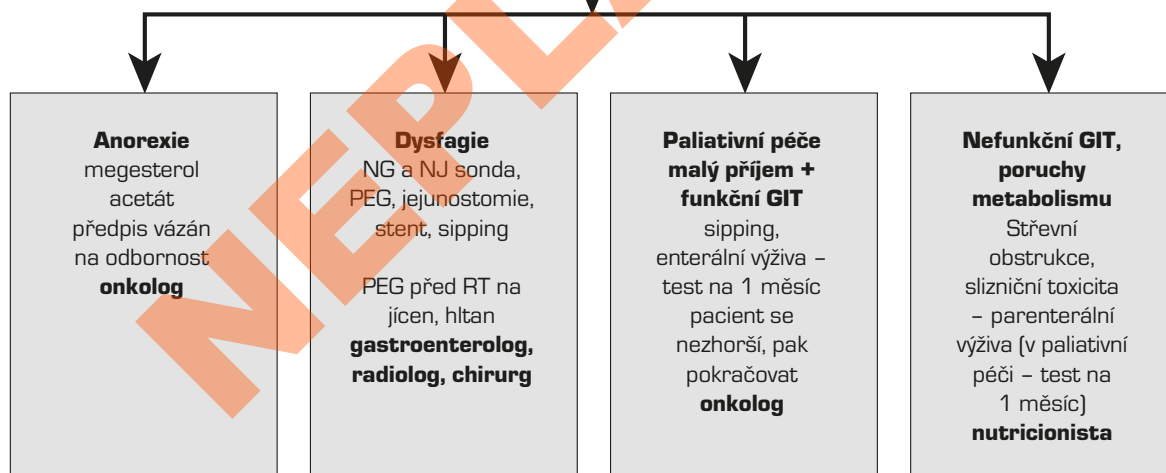 Anorexie
megesterol
acetát
předpis vázán
na odbornost
onkolog
Dysfagie
NG a NJ sonda,
PEG, jejunostomie,
stent, sipping
PEG před RT na
jícen, hltan
gastroenterolog,
radiolog, chirurg
Paliativní péče
malý příjem +
funkční GIT
sipping,
enterální výživa –
test na 1 měsíc
pacient se
nezhorší, pak
pokračovat
onkolog
Nefunkční GIT,
poruchy
metabolismu
Střevní
obstrukce,
slizniční toxicita
– parenterální
výživa (v paliativní
péči – test na
1 měsíc)
nutricionista
NEPL